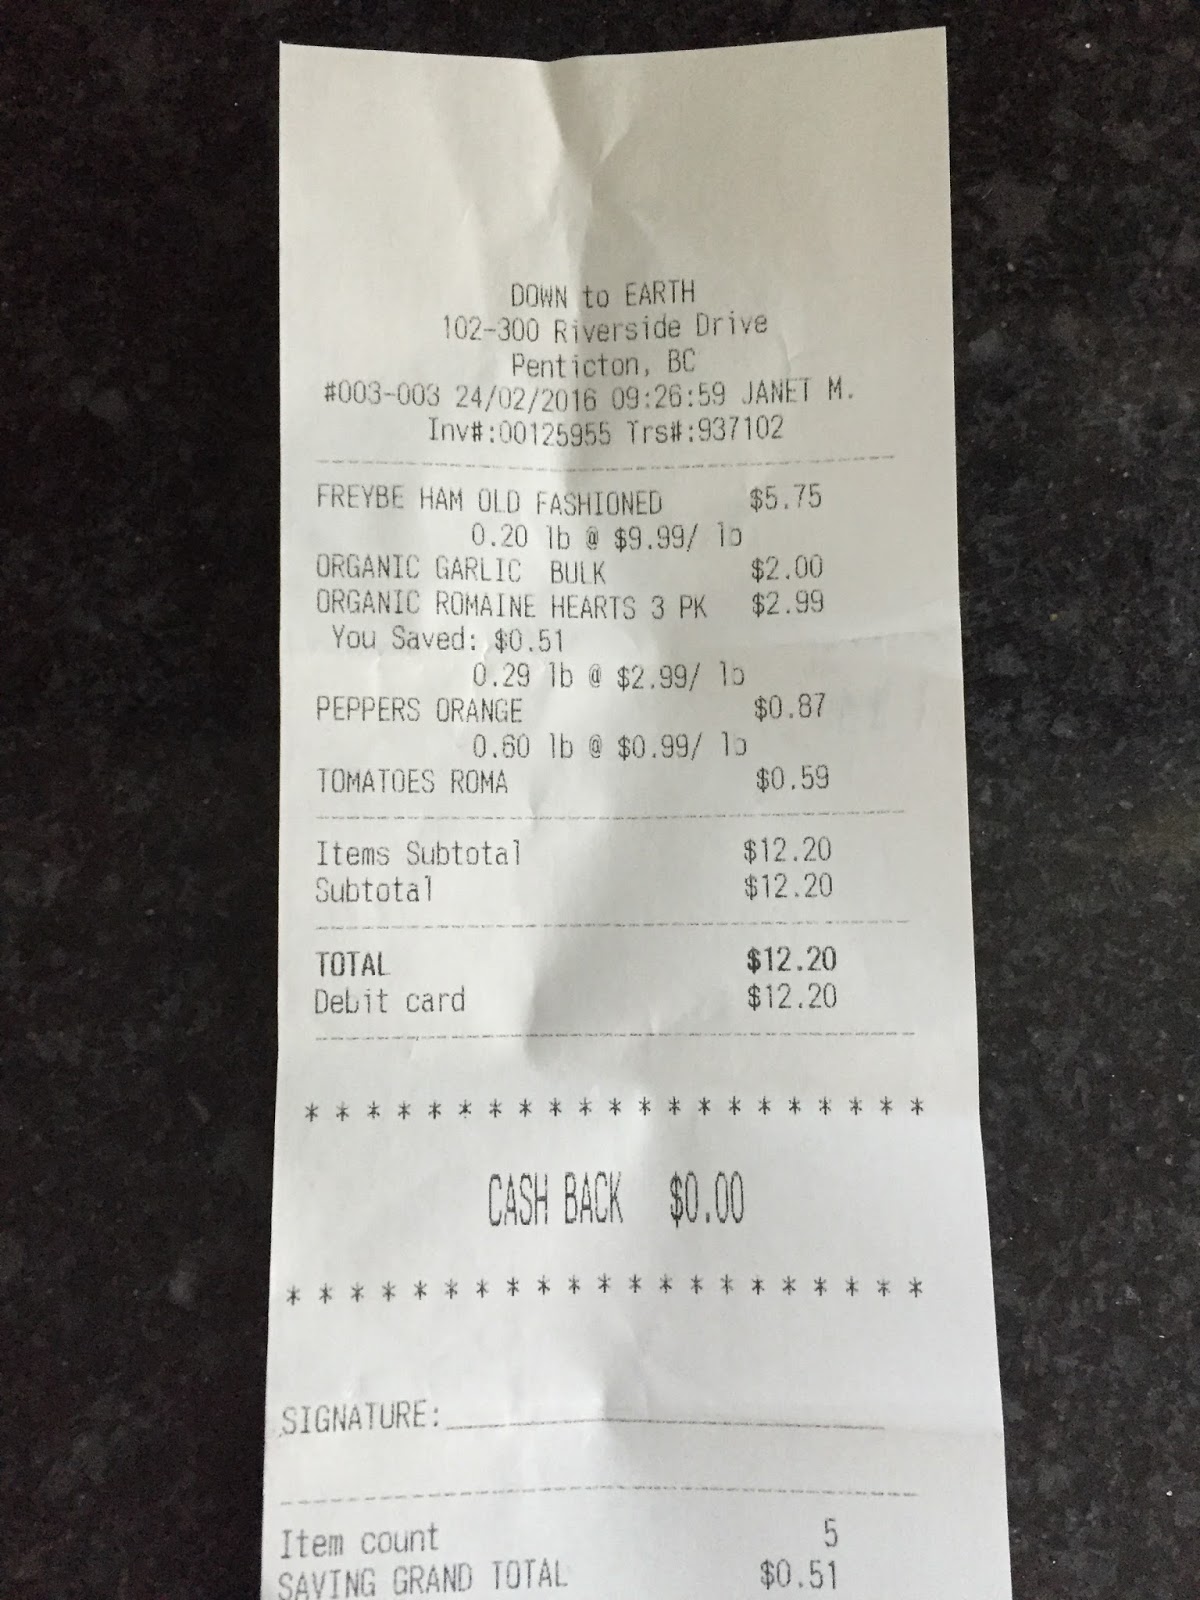 DOWN to EARTH
102-300 Riverside Drive
Penticton, BC
#003-003 24/02/2016 09:26:59 JANET M.
Inv#:00125955 Trs#:937102
FREYBE HAM OLD FASHIONED $5.75
0.20 lb @ $9.99/ lb
ORGANIC GARLIC BULK $2.00
ORGANIC ROMAINE HEARTS 3 PK $2.99
You Saved: $0.51
0.29 lb @ $2.99/ lb
PEPPERS ORANGE $0.87
0.60 lb @ $0.99/ lb
TOMATOES ROMA $0.59
Items Subtotal $12.20
Subtotal $12.20
TOTAL $12.20
Debit card $12.20
* * * * * * * * * * * * * * * * * * * * *
CASH BACK $0.00
* * * * * * * * * * * * * * * * * * * * *
SIGNATURE:
Item count 5
SAVING GRAND TOTAL $0.51